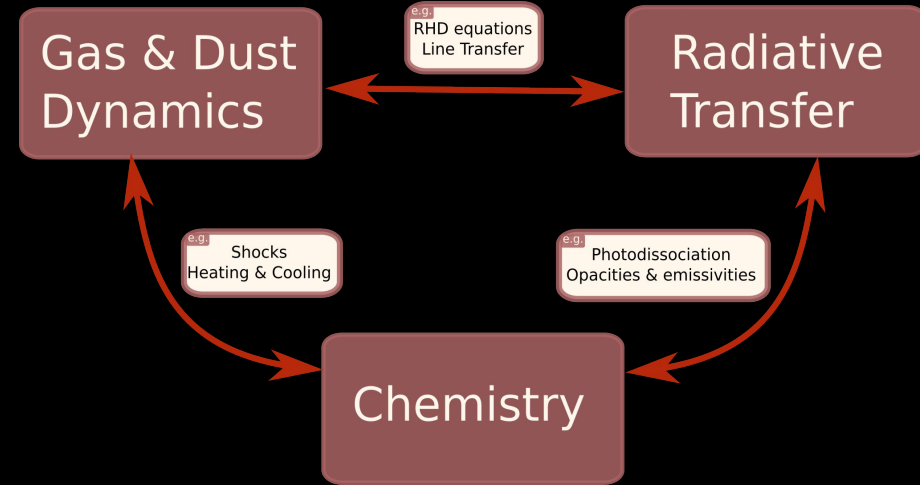 Gas & Dust
Dynamics
e.g.
RHD equations
Line Transfer
Radiative
Transfer
e.g.
Shocks
Heating & Cooling
e.g.
Photodissociation
Opacities & emissivities
Chemistry